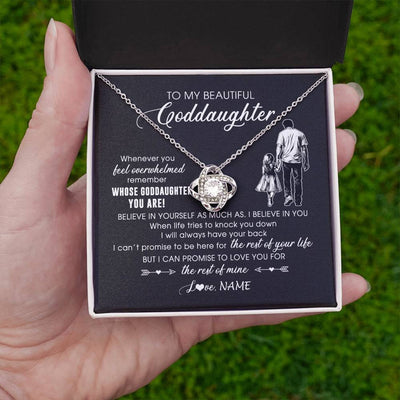 TO MY BEAUTIFUL
Goddaughter
Whenever you
feel overwhelmed
remember
WHOSE GODDAUGHTER
YOU ARE!
BELIEVE IN YOURSELF AS MUCH AS. I BELIEVE IN YOU
When life tries to knock you down
I will always have your back
I can't promise to be here for the rest of your life
BUT I CAN PROMISE TO LOVE YOU FOR
the rest of mine
Love, NAME